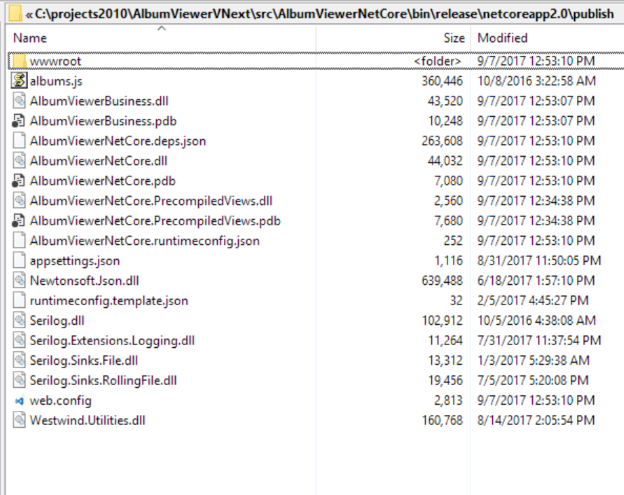 « C:\projects2010\AlbumViewerVNext\src\AlbumViewerNetCore\bin\release\netcoreapp2.0\publish
Name Size Modified
wwwroot <folder> 9/7/2017 12:53:10 PM
albums.js 360,446 10/8/2016 3:22:58 AM
AlbumViewerBusiness.dll 43,520 9/7/2017 12:53:07 PM
AlbumViewerBusiness.pdb 10,248 9/7/2017 12:53:07 PM
AlbumViewerNetCore.deps.json 263,608 9/7/2017 12:53:10 PM
AlbumViewerNetCore.dll 44,032 9/7/2017 12:53:10 PM
AlbumViewerNetCore.pdb 7,080 9/7/2017 12:53:10 PM
AlbumViewerNetCore.PrecompiledViews.dll 2,560 9/7/2017 12:34:38 PM
AlbumViewerNetCore.PrecompiledViews.pdb 7,680 9/7/2017 12:34:38 PM
AlbumViewerNetCore.runtimeconfig.json 252 9/7/2017 12:53:10 PM
appsettings.json 1,116 8/31/2017 11:50:05 PM
Newtonsoft.Json.dll 639,488 6/18/2017 1:57:10 PM
runtimeconfig.template.json 32 2/5/2017 4:45:27 PM
Serilog.dll 102,912 10/5/2016 4:38:08 AM
Serilog.Extensions.Logging.dll 11,264 7/31/2017 11:37:54 PM
Serilog.Sinks.File.dll 13,312 1/3/2017 5:29:38 AM
Serilog.Sinks.RollingFile.dll 19,456 7/5/2017 5:20:08 PM
web.config 2,813 9/7/2017 12:53:10 PM
Westwind.Utilities.dll 160,768 8/14/2017 2:05:54 PM